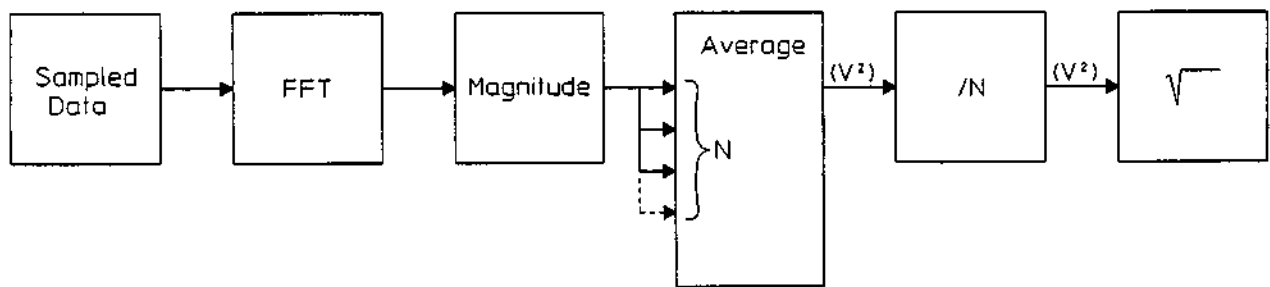 Sampled
Data
FFT
Magnitude
Average
N
(V²)
/N
(V²)
√